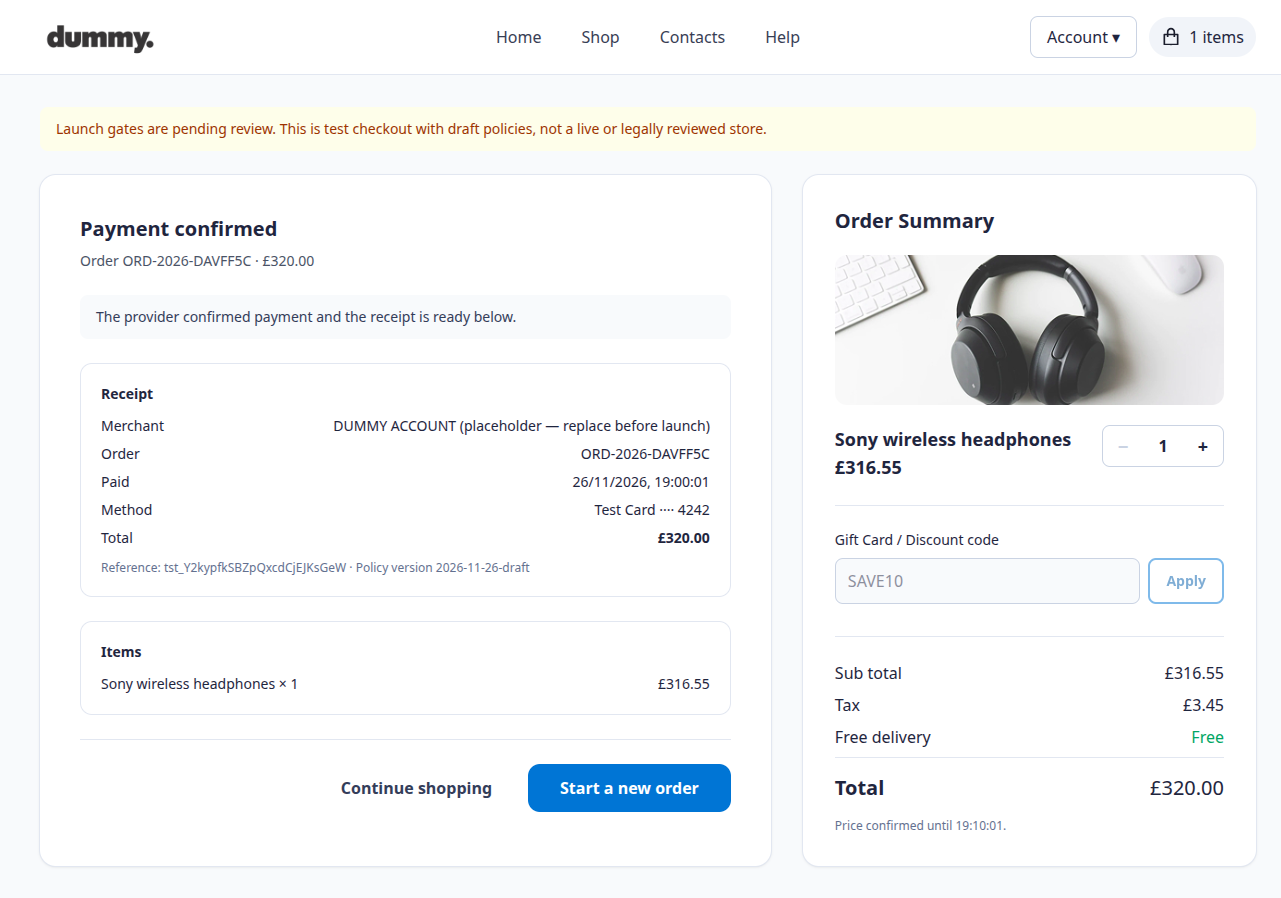 dummy.
Home Shop Contacts Help
Account ▾
1 items
Launch gates are pending review. This is test checkout with draft policies, not a live or legally reviewed store.
Payment confirmed
Order ORD-2026-DAVFF5C · £320.00
The provider confirmed payment and the receipt is ready below.
Receipt
Merchant DUMMY ACCOUNT (placeholder — replace before launch)
Order ORD-2026-DAVFF5C
Paid 26/11/2026, 19:00:01
Method Test Card ···· 4242
Total £320.00
Reference: tst_Y2kypfkSBZpQxcdCjEJKsGeW · Policy version 2026-11-26-draft
Items
Sony wireless headphones × 1 £316.55
Continue shopping
Start a new order
Order Summary
Sony wireless headphones
£316.55
− 1 +
Gift Card / Discount code
SAVE10
Apply
Sub total £316.55
Tax £3.45
Free delivery Free
Total £320.00
Price confirmed until 19:10:01.